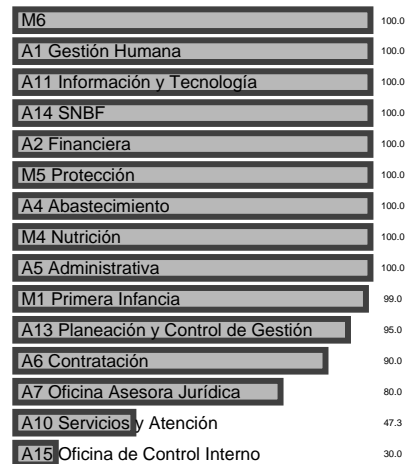 M6 100.0
A1 Gestión Humana 100.0
A11 Información y Tecnología 100.0
A14 SNBF 100.0
A2 Financiera 100.0
M5 Protección 100.0
A4 Abastecimiento 100.0
M4 Nutrición 100.0
A5 Administrativa 100.0
M1 Primera Infancia 99.0
A13 Planeación y Control de Gestión 95.0
A6 Contratación 90.0
A7 Oficina Asesora Jurídica 80.0
A10 Servicios y Atención 47.3
A15 Oficina de Control Interno 30.0